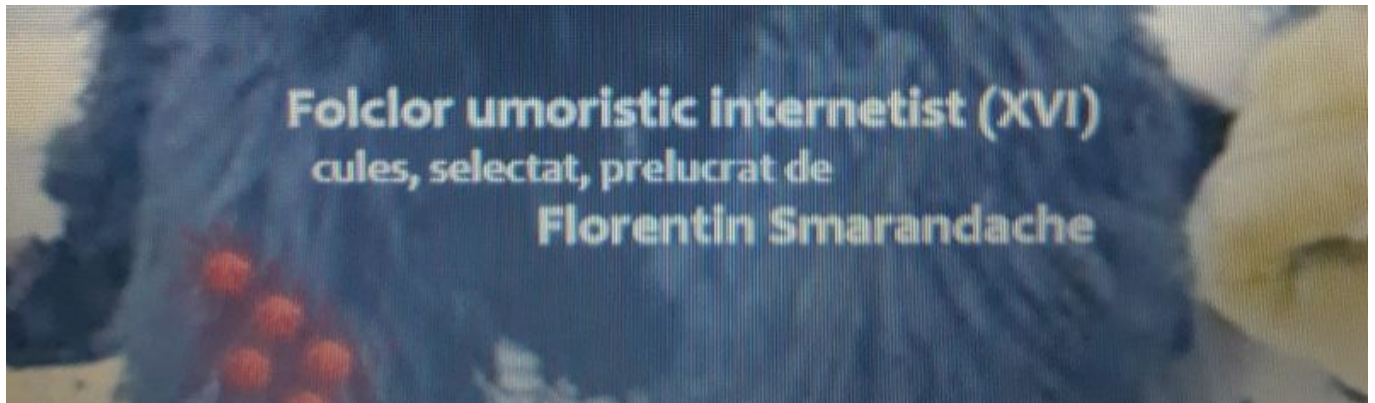 Folclor umoristic internetist (XVI)
cules, selectat, prelucrat de
Florentin Smarandache